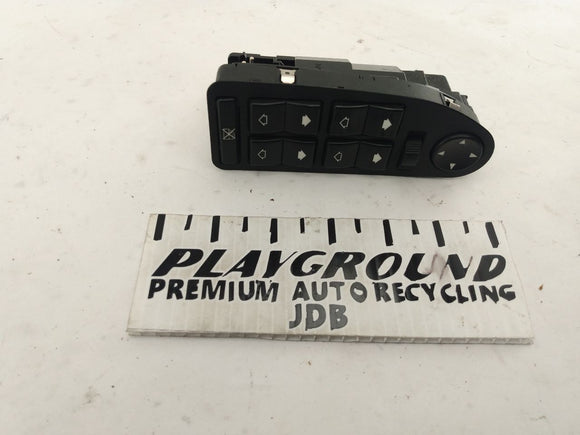 PLAYGROUND
PREMIUM AUTO RECYCLING
JDB